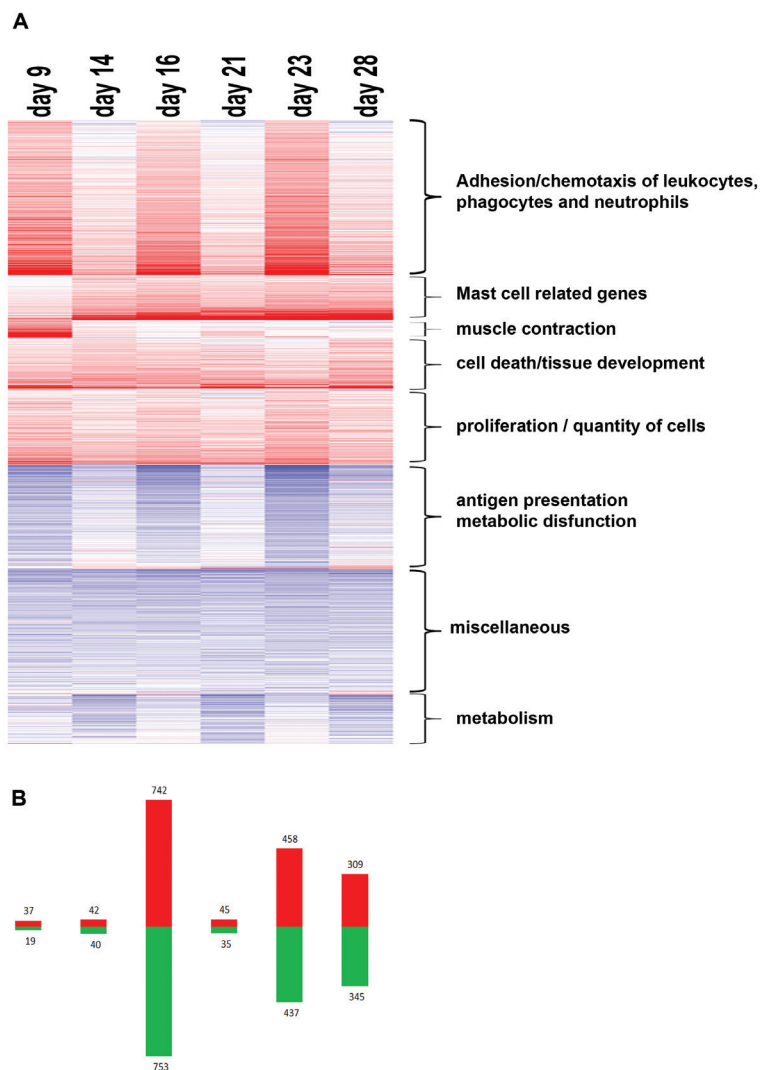 A
day 9
day 14
day 16
day 21
day 23
day 28
Adhesion/chemotaxis of leukocytes,
phagocytes and neutrophils
Mast cell related genes
muscle contraction
cell death/tissue development
proliferation / quantity of cells
antigen presentation
metabolic disfunction
miscellaneous
metabolism
B
742
458
309
37
42
45
19
40
35
437
345
753